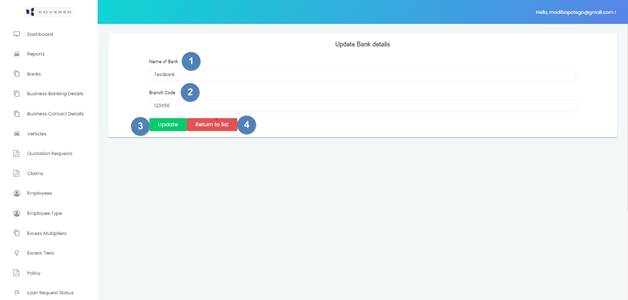 KOVERED
Hello, modibapotego@gmail.com !
Dashboard
Reports
Banks
Business Banking Details
Business Contact Details
Vehicles
Quotation Requests
Claims
Employees
Employee Type
Excess Multipliers
Excess Tiers
Policy
Loan Request Status
Update Bank details
Name of Bank
1
TestBank
Branch Code
2
123456
3
Update
Return to list
4